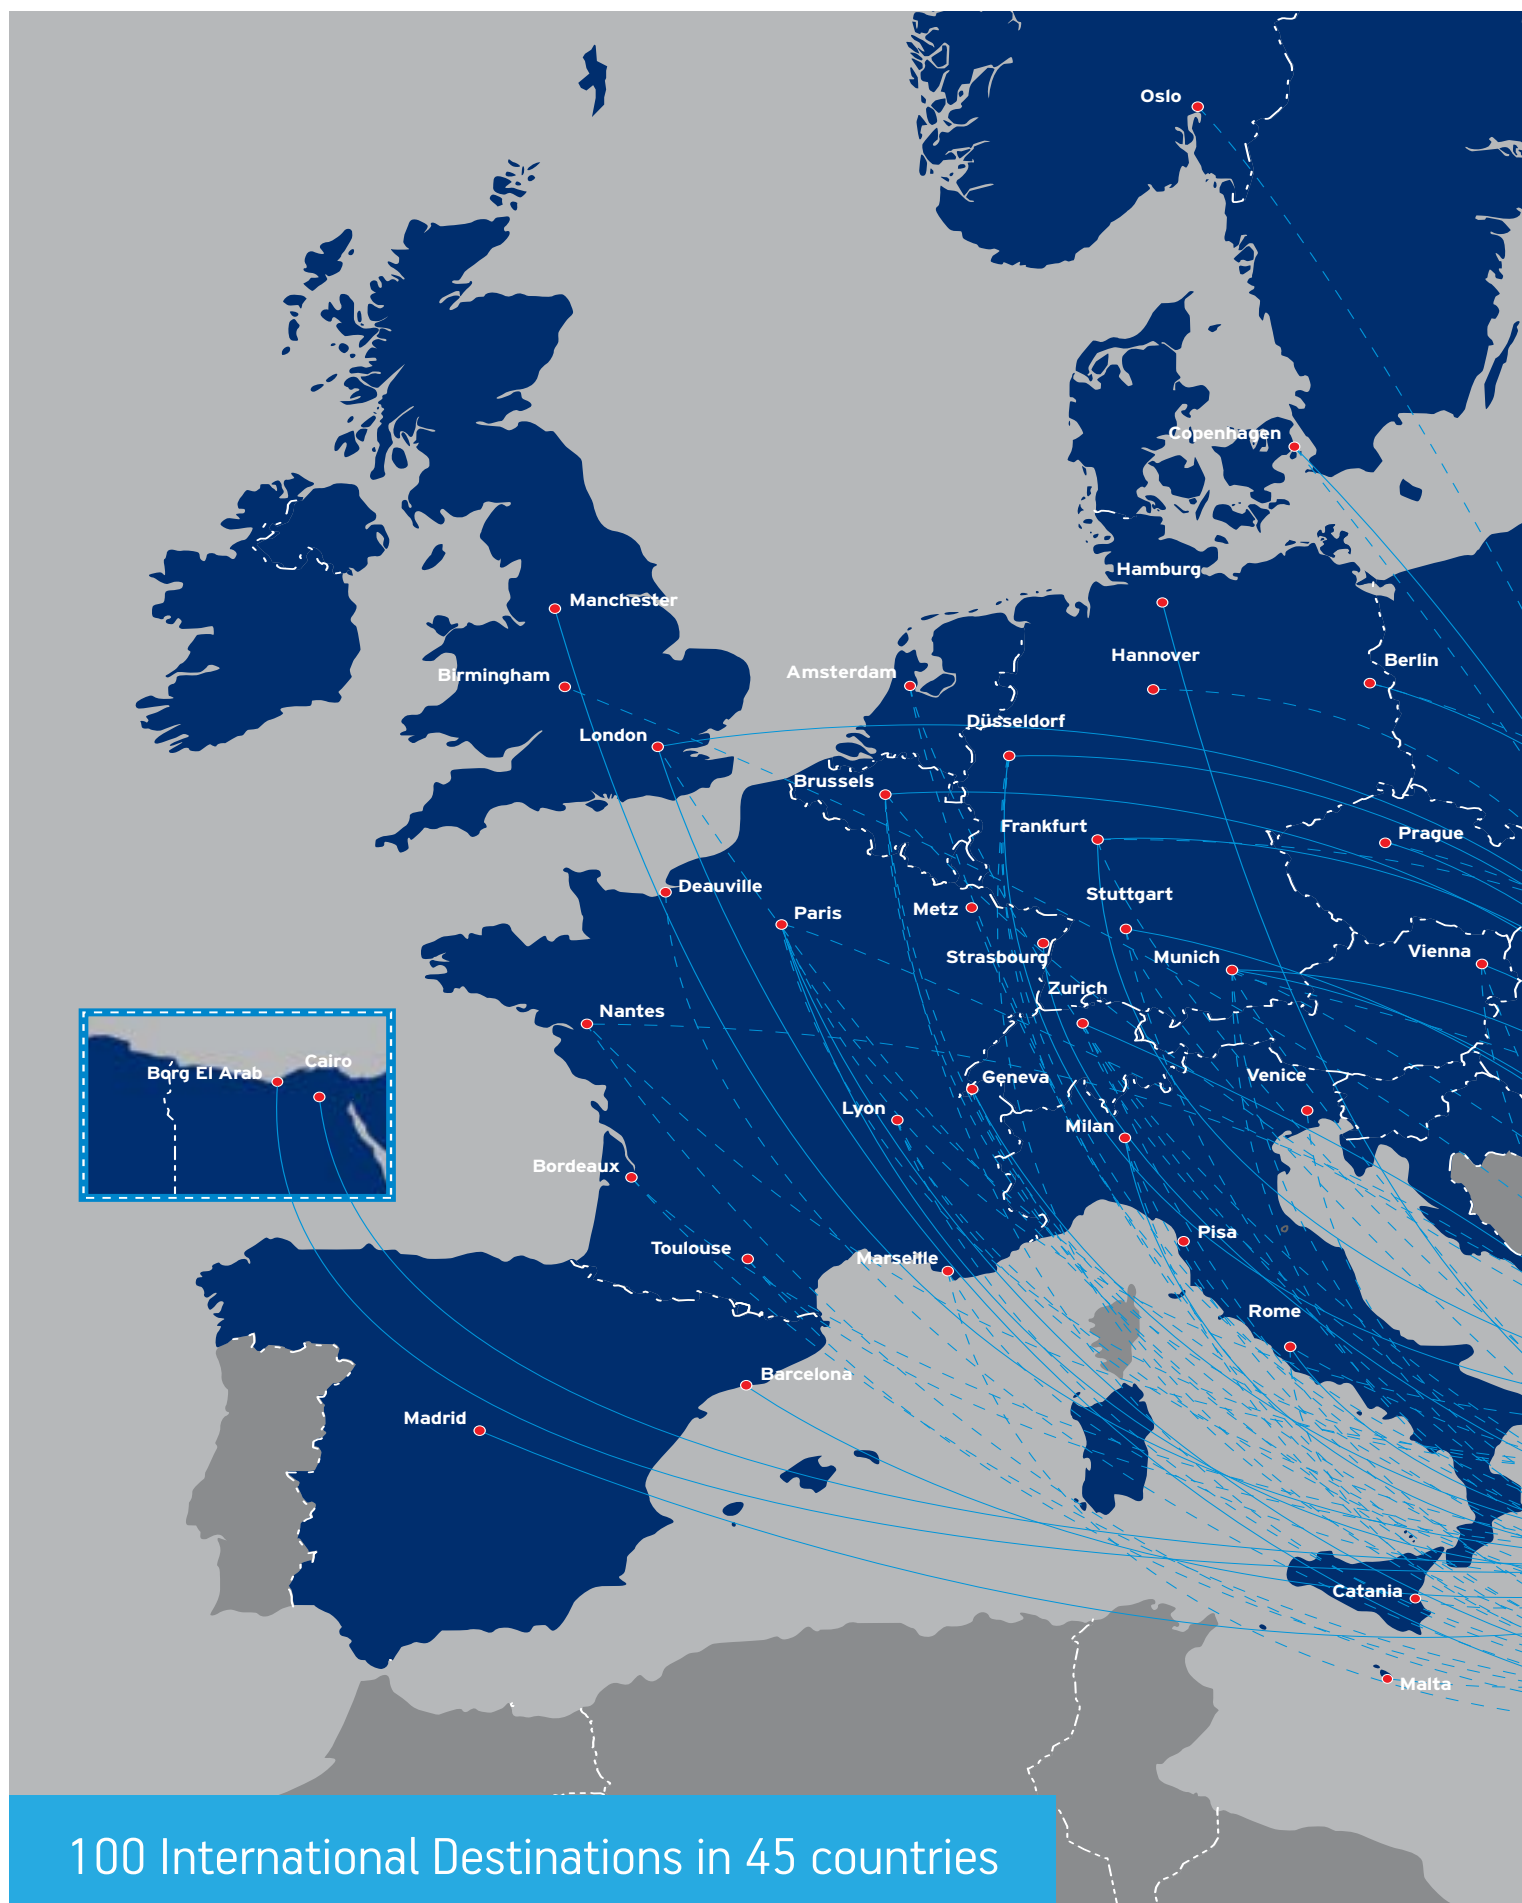 Oslo
Copenhagen
Hamburg
Manchester
Hannover
Berlin
Birmingham
Amsterdam
Düsseldorf
London
Brussels
Frankfurt
Prague
Deauville
Stuttgart
Paris
Metz
Strasbourg
Munich
Vienna
Zurich
Nantes
Cairo
Borg El Arab
Geneva
Venice
Lyon
Milan
Bordeaux
Pisa
Toulouse
Marseille
Rome
Barcelona
Madrid
Catania
Malta
100 International Destinations in 45 countries